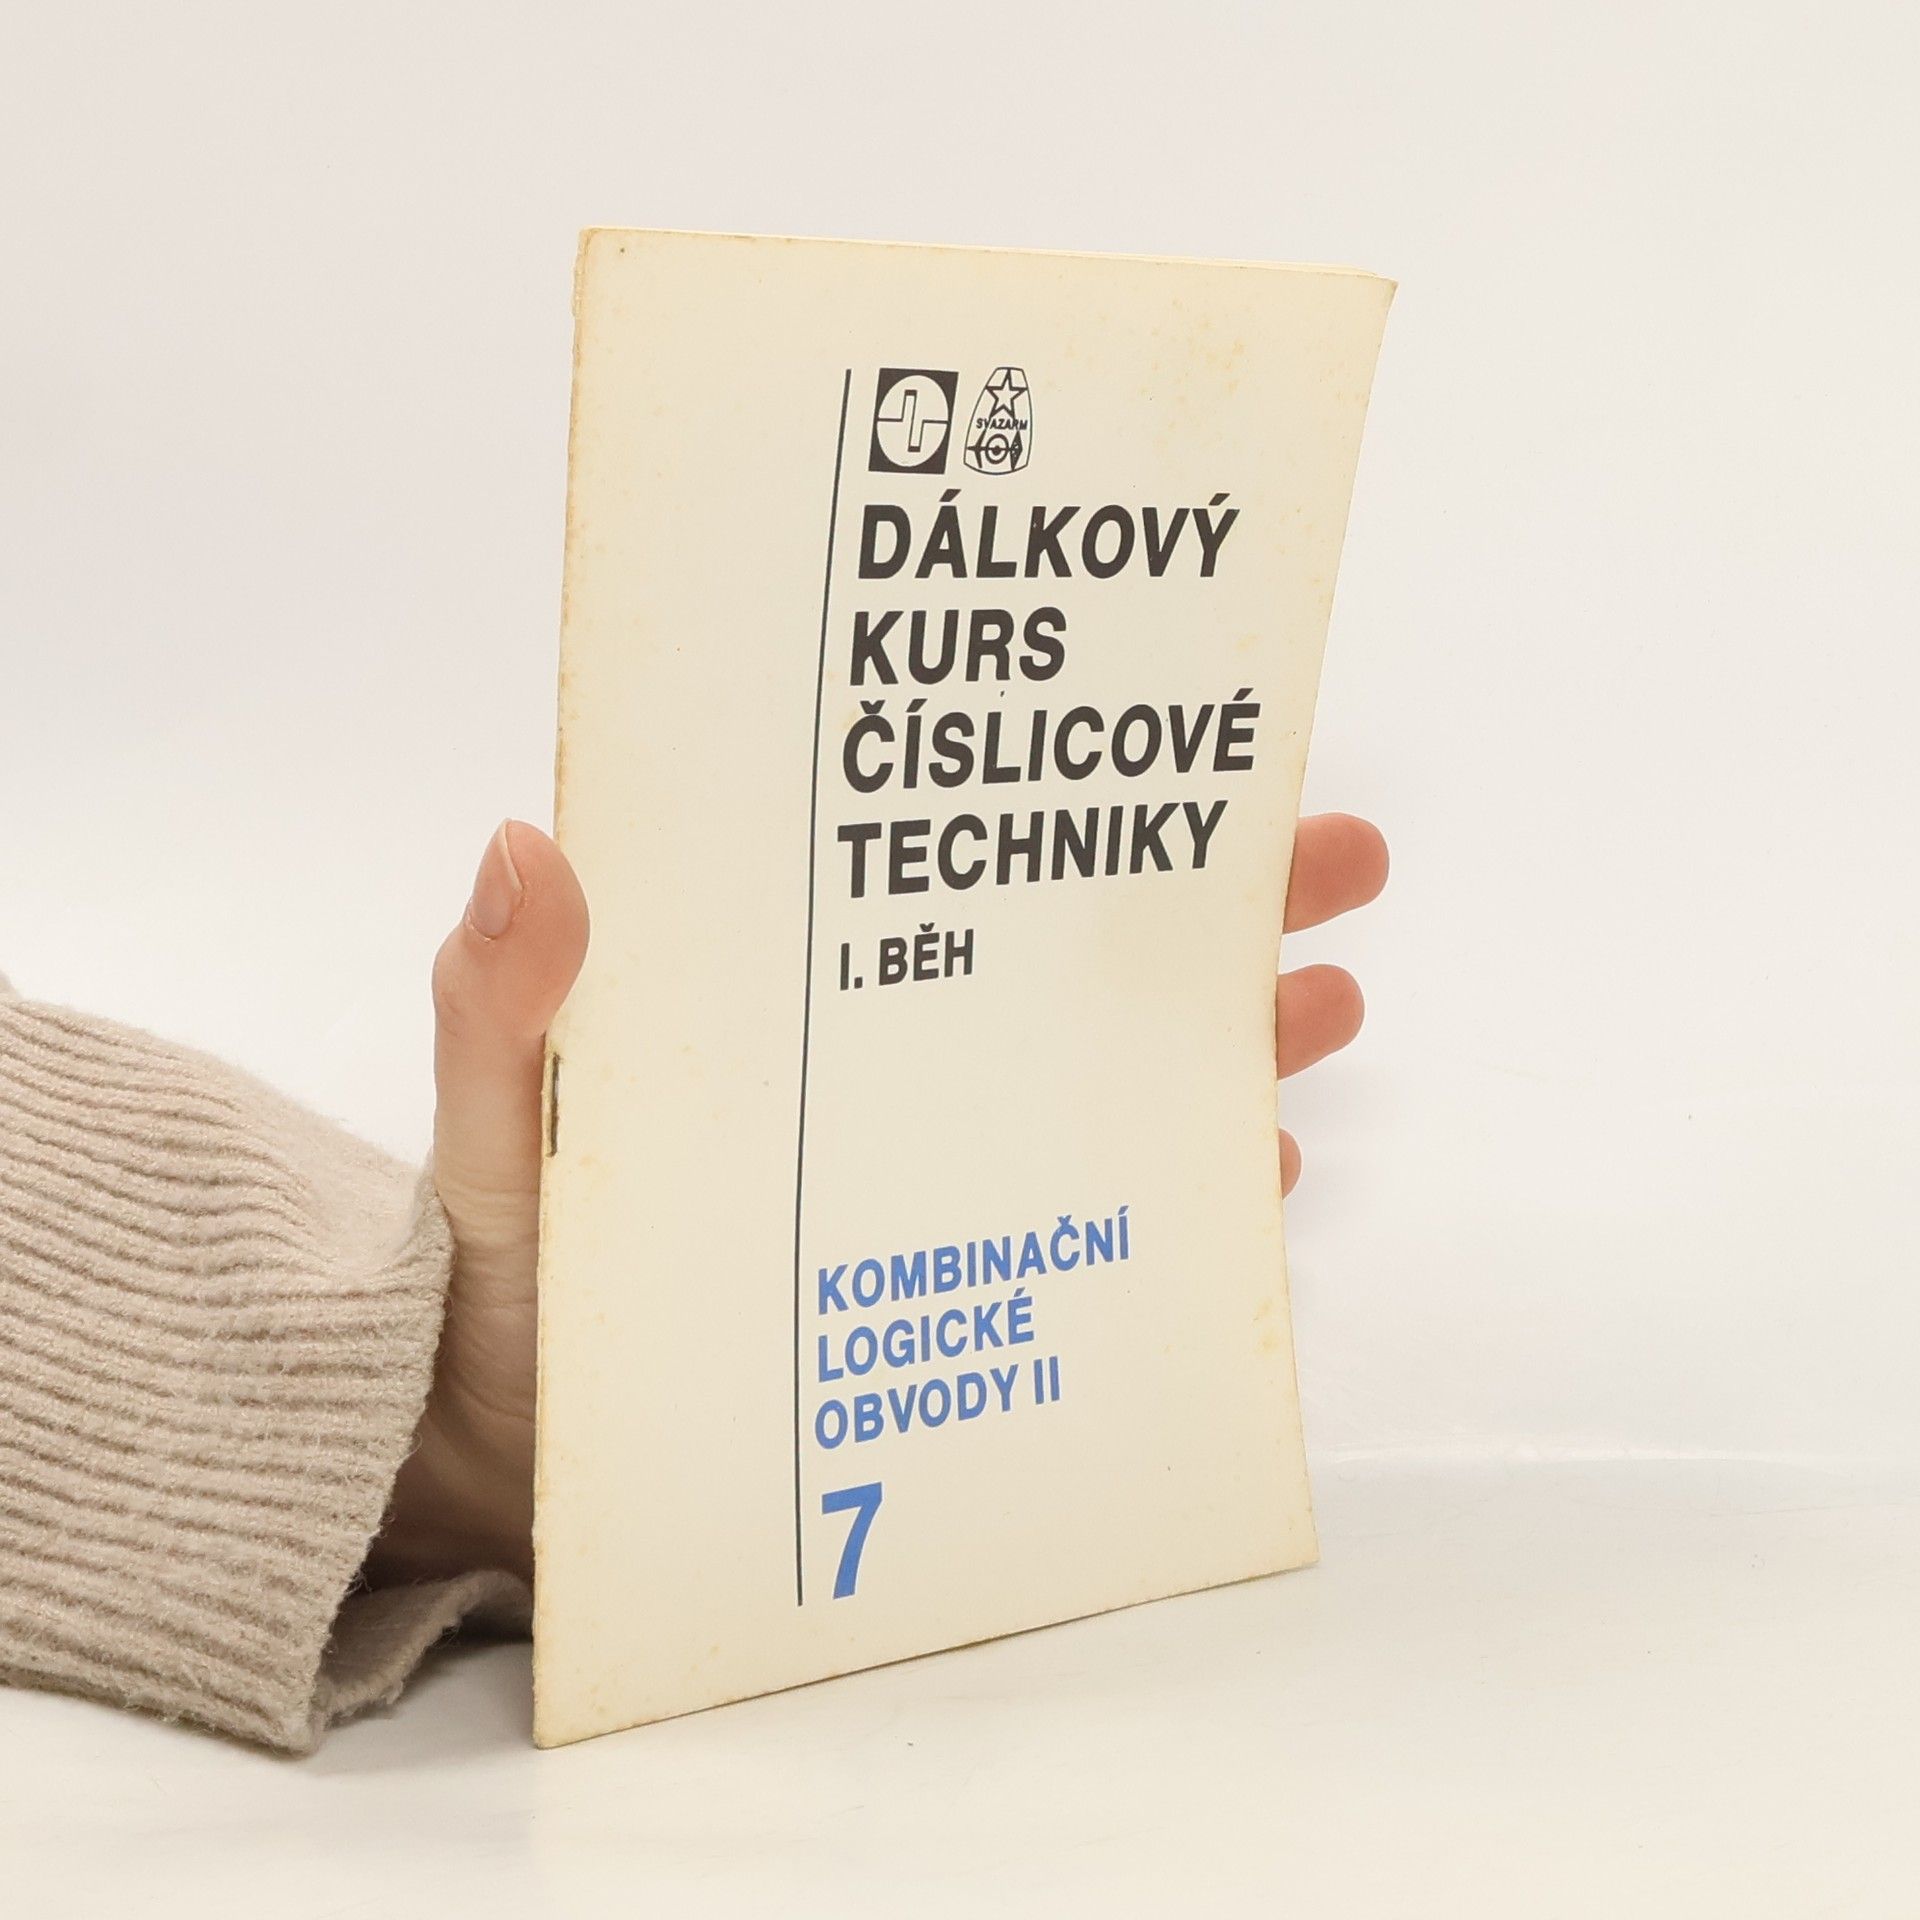 SVAZARM
DÁLKOVÝ
KURS
ČÍSLICOVÉ
TECHNIKY
I. BĚH
KOMBINAČNÍ
LOGICKÉ
OBVODY II
7